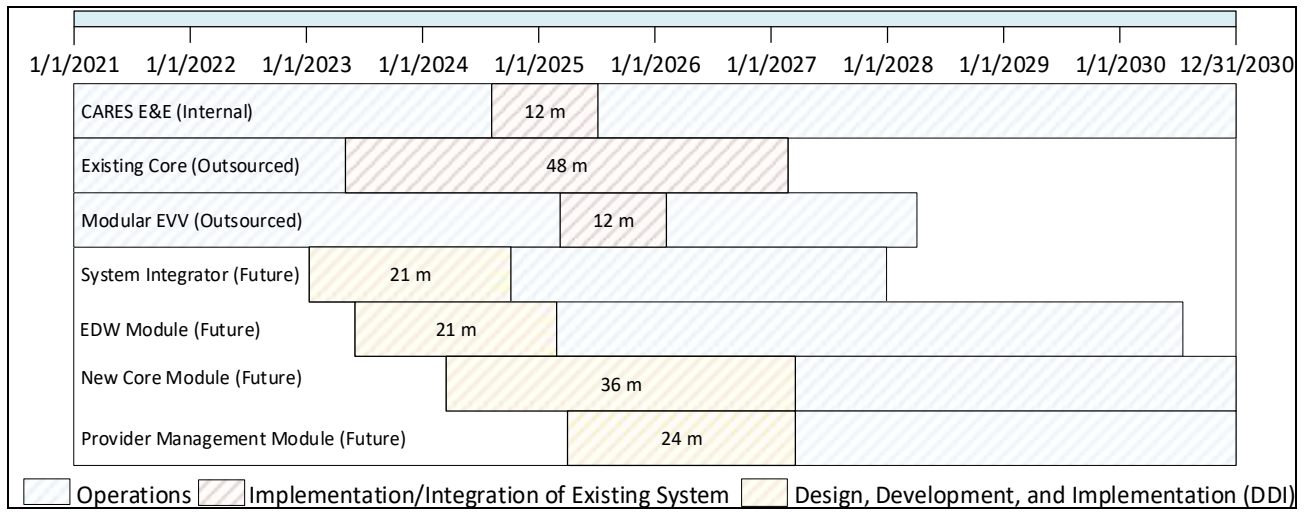 1/1/2021 1/1/2022 1/1/2023 1/1/2024 1/1/2025 1/1/2026 1/1/2027 1/1/2028 1/1/2029 1/1/2030 12/31/2030
CARES E&E (Internal) 12 m
Existing Core (Outsourced) 48 m
Modular EVV (Outsourced) 12 m
System Integrator (Future) 21 m
EDW Module (Future) 21 m
New Core Module (Future) 36 m
Provider Management Module (Future) 24 m
Operations Implementation/Integration of Existing System Design, Development, and Implementation (DDI)